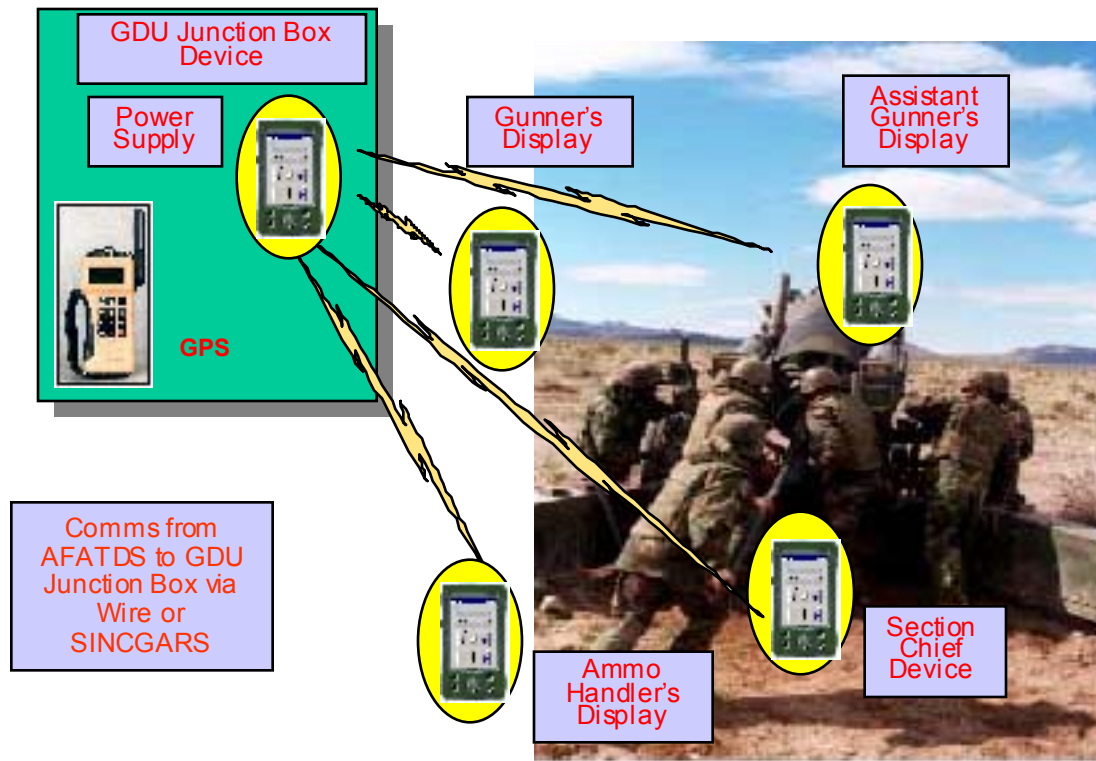 GDU Junction Box
Device
Power
Supply
Gunner's
Display
Assistant
Gunner's
Display
GPS
Comms from
AFATDS to GDU
Junction Box via
Wire or
SINCGARS
Ammo
Handler's
Display
Section
Chief
Device